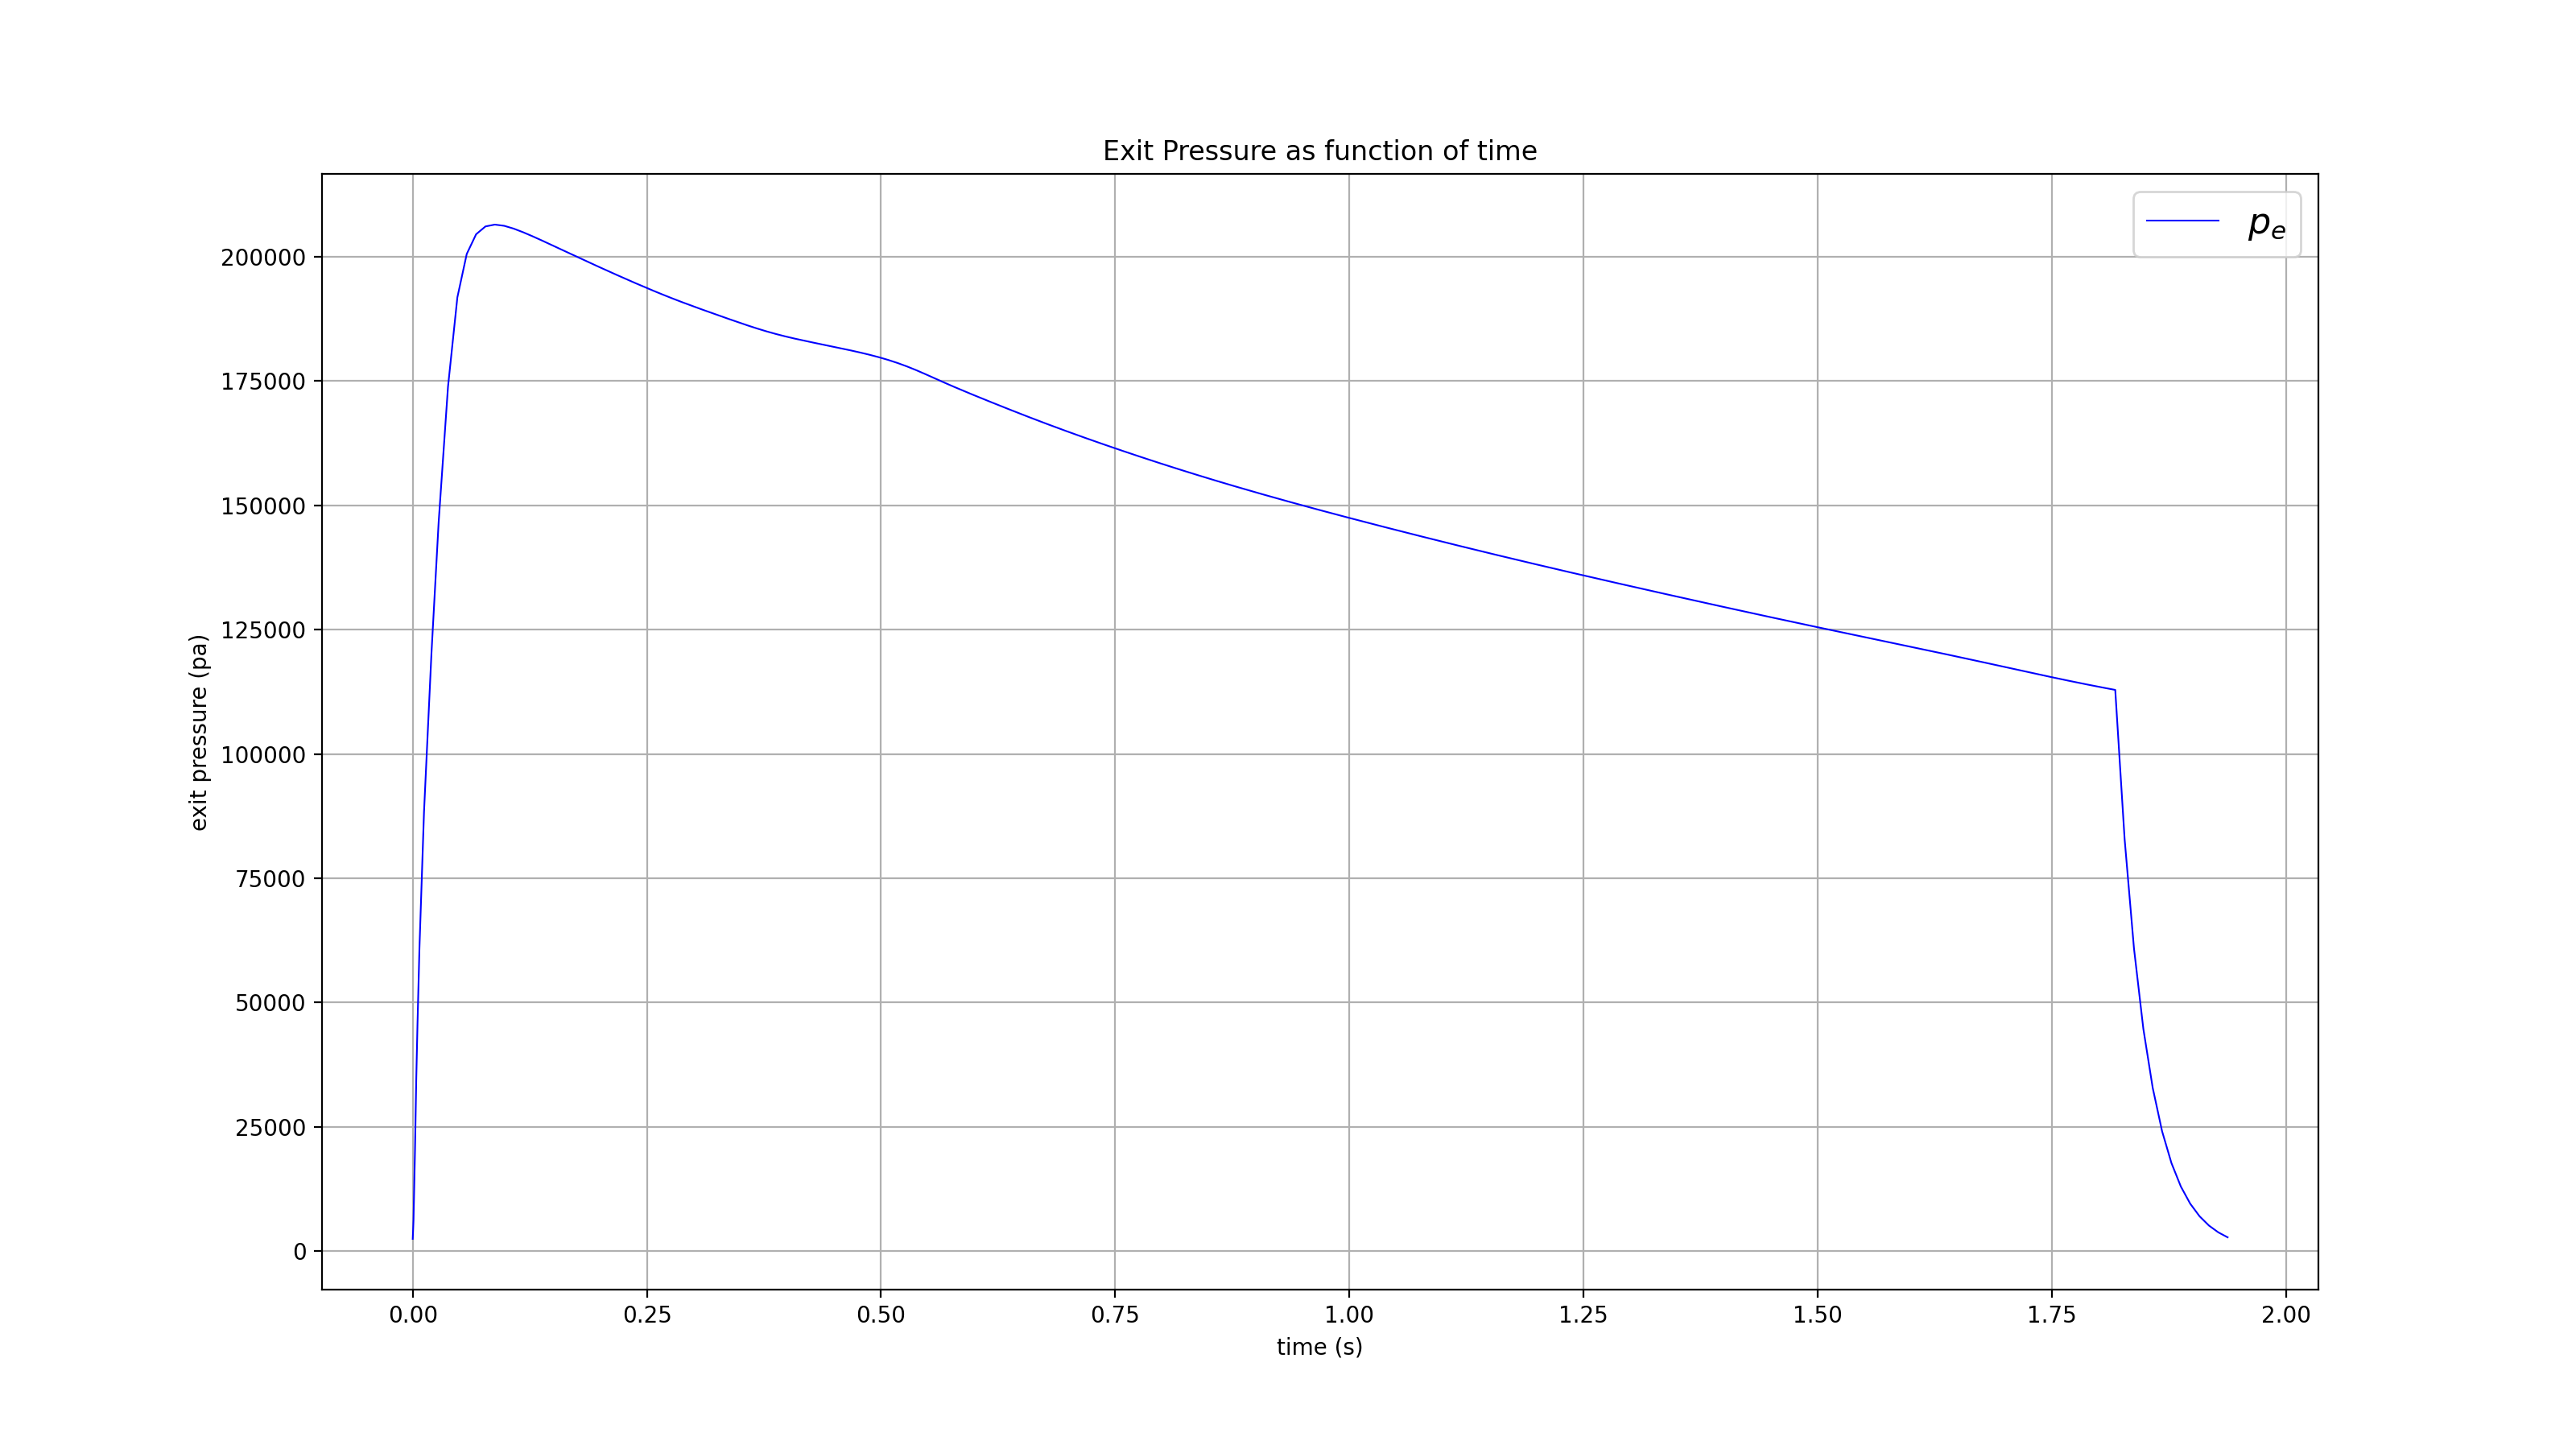 Exit Pressure as function of time
p_e
200000
175000
150000
125000
100000
75000
50000
25000
0
exit pressure (pa)
0.00 0.25 0.50 0.75 1.00 1.25 1.50 1.75 2.00
time (s)